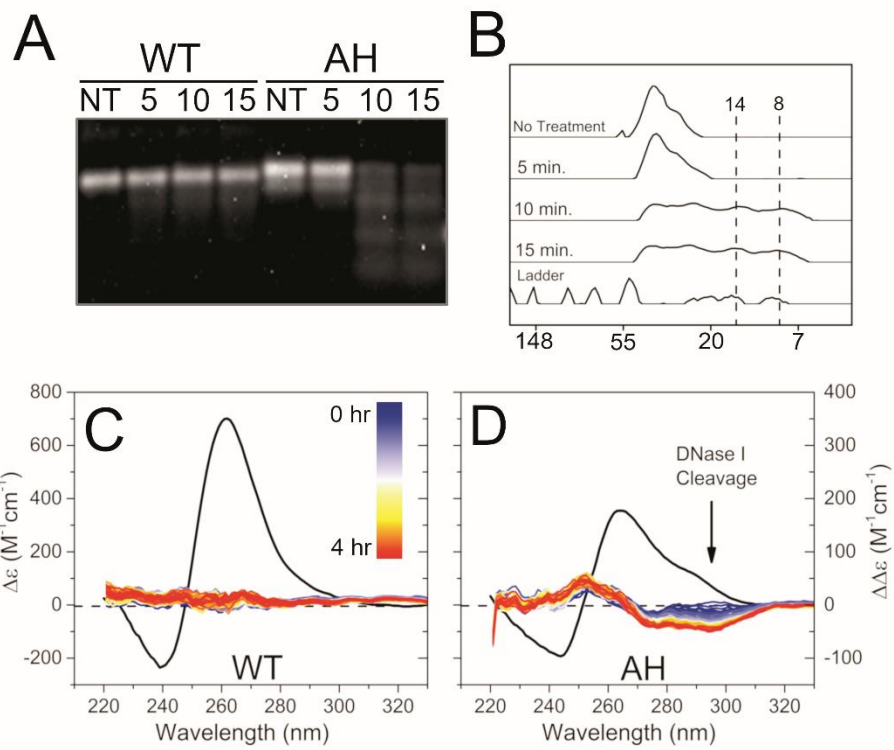 A
WT AH
NT 5 10 15 NT 5 10 15
B
14 8
No Treatment
5 min.
10 min.
15 min.
Ladder
148 55 20 7
C
0 hr
4 hr
800
600
400
200
0
-200
Δε (M⁻¹cm⁻¹)
WT
220 240 260 280 300 320
Wavelength (nm)
D
DNase I
Cleavage
400
300
200
100
0
-100
ΔΔε (M⁻¹cm⁻¹)
AH
220 240 260 280 300 320
Wavelength (nm)